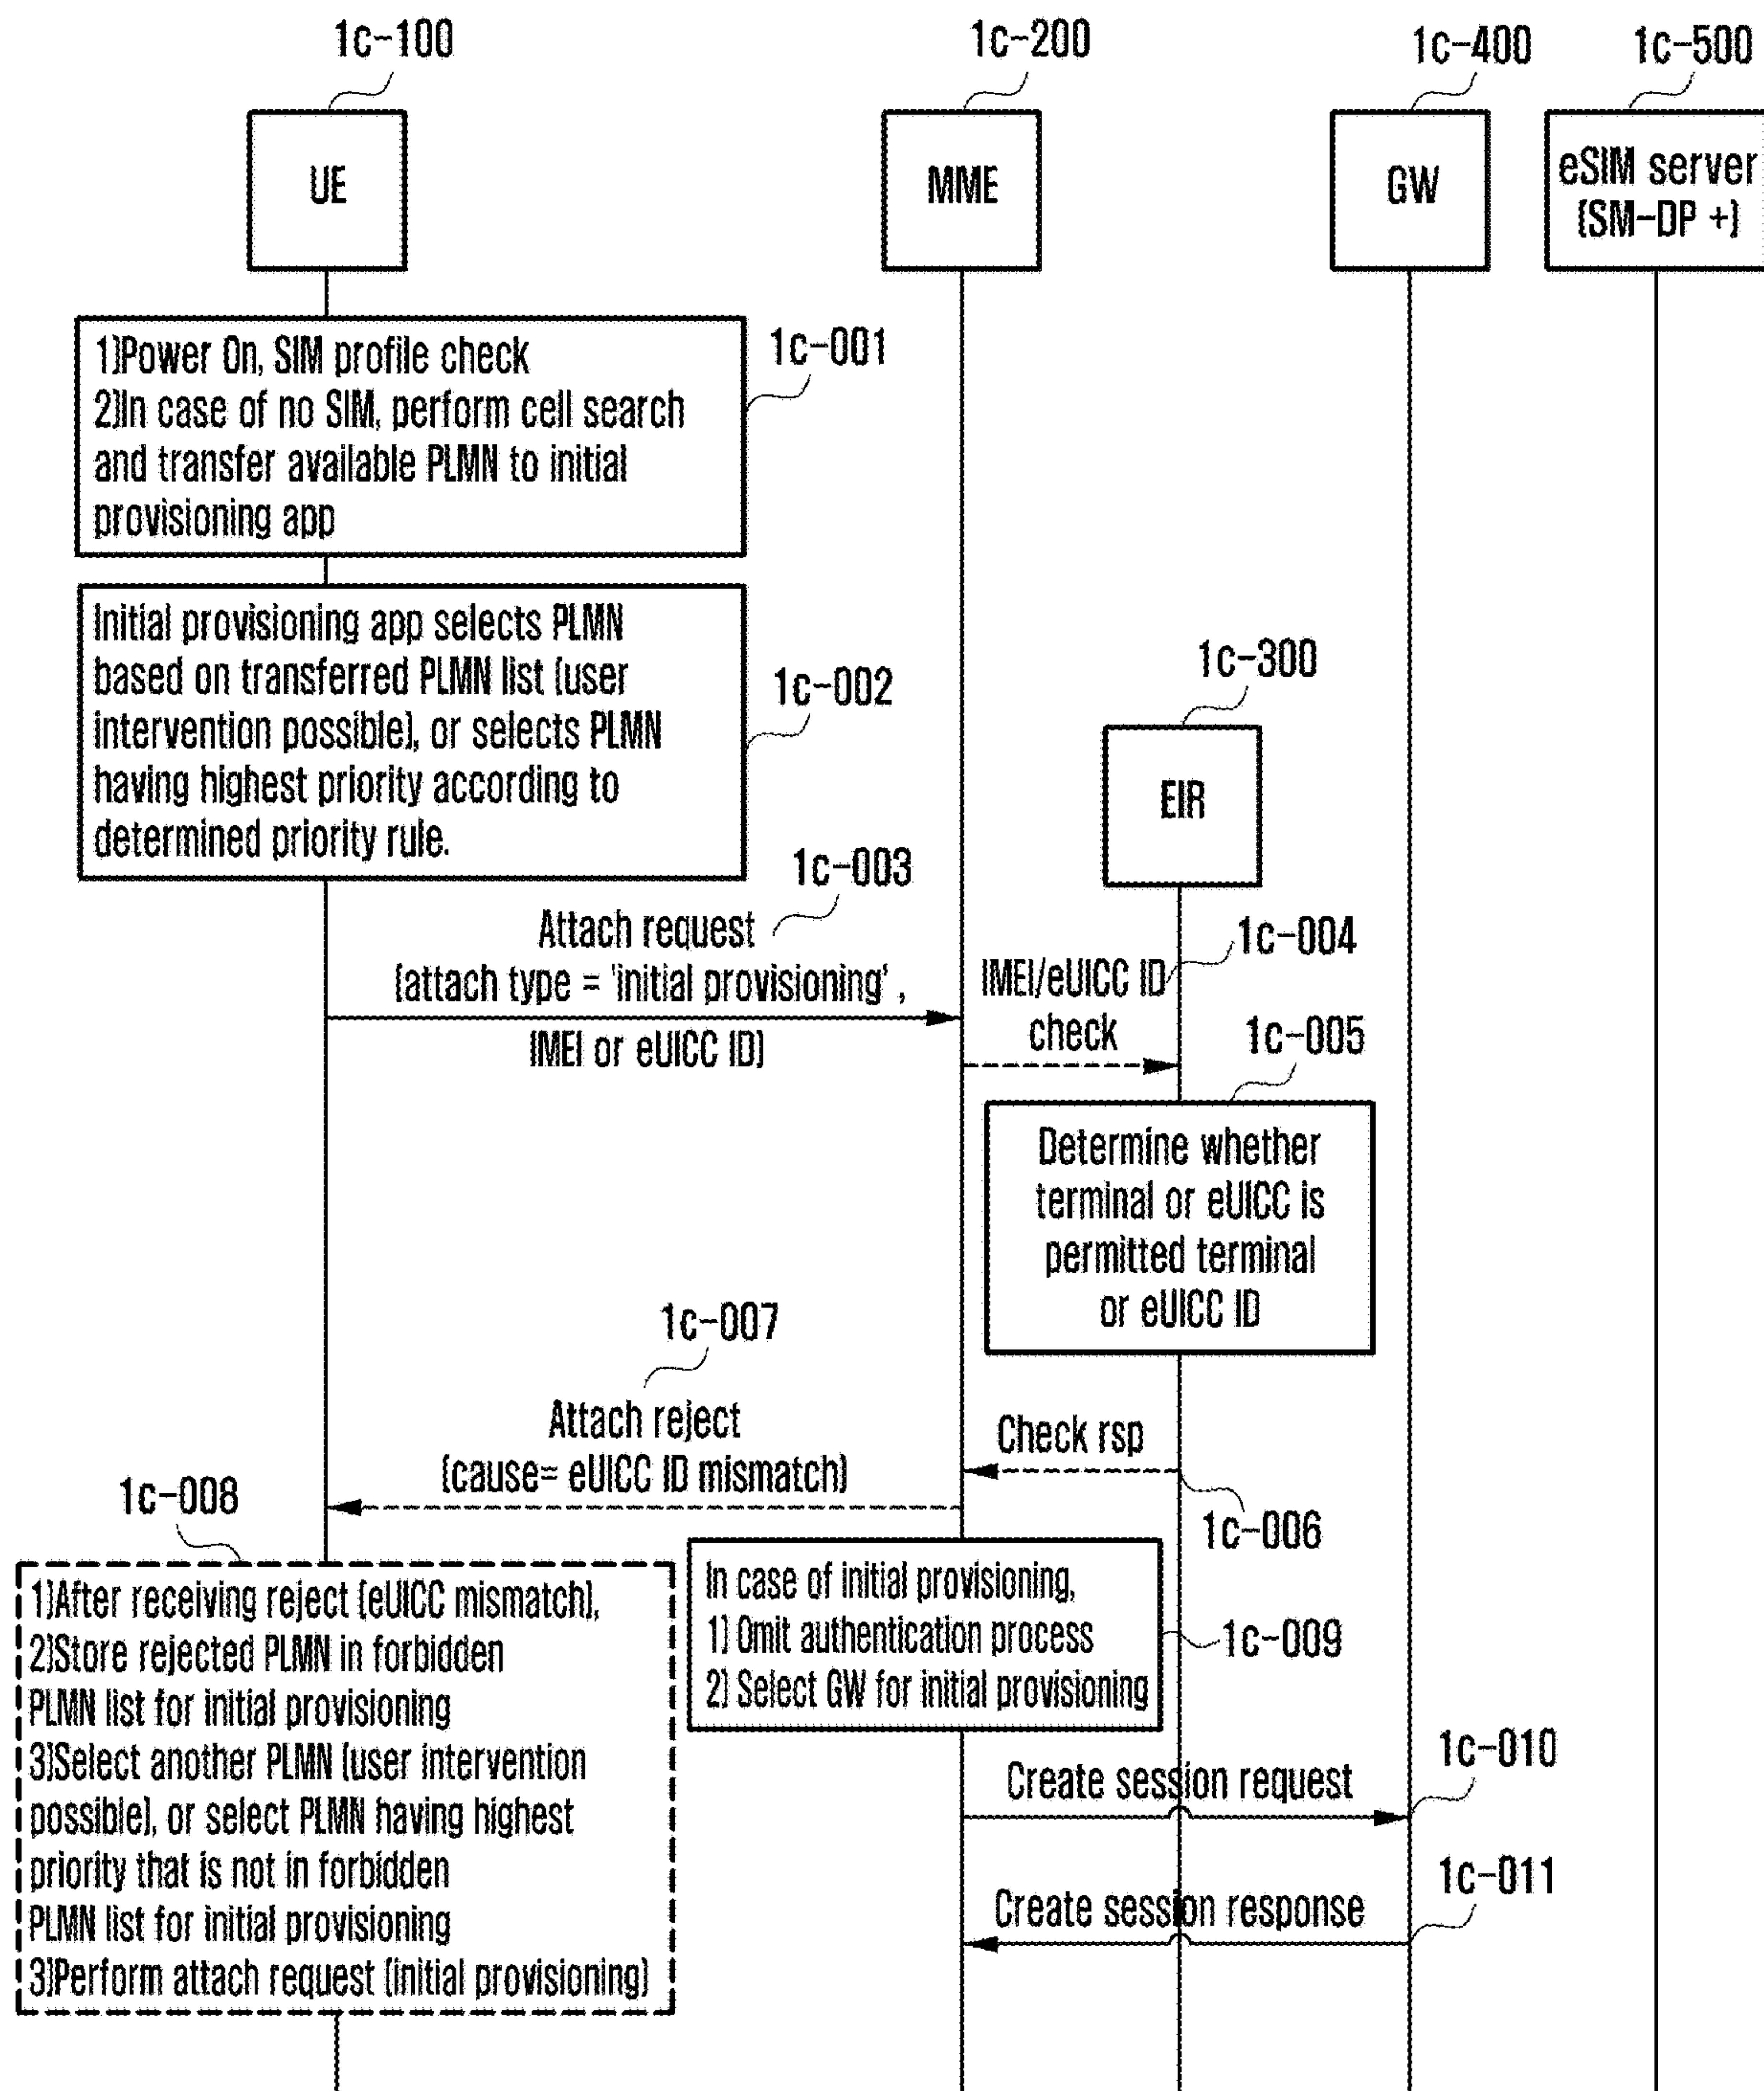 1c-100
1c-200
1c-400
1c-500
UE
MME
GW
eSIM server
(SM-DP +)
1)Power On, SIM profile check
2)In case of no SIM, perform cell search
and transfer available PLMN to initial
provisioning app
1c-001
Initial provisioning app selects PLMN
based on transferred PLMN list (user
intervention possible), or selects PLMN
having highest priority according to
determined priority rule.
1c-002
1c-300
EIR
1c-003
Attach request
(attach type = 'initial provisioning' ,
IMEI or eUICC ID)
1c-004
IMEI/eUICC ID
check
1c-005
Determine whether
terminal or eUICC is
permitted terminal
or eUICC ID
1c-007
Attach reject
(cause= eUICC ID mismatch)
Check rsp
1c-006
1c-008
1)After receiving reject (eUICC mismatch),
2)Store rejected PLMN in forbidden
PLMN list for initial provisioning
3)Select another PLMN (user intervention
possible), or select PLMN having highest
priority that is not in forbidden
PLMN list for initial provisioning
3)Perform attach request (initial provisioning)
In case of initial provisioning,
1) Omit authentication process
2) Select GW for initial provisioning
1c-009
Create session request
1c-010
Create session response
1c-011